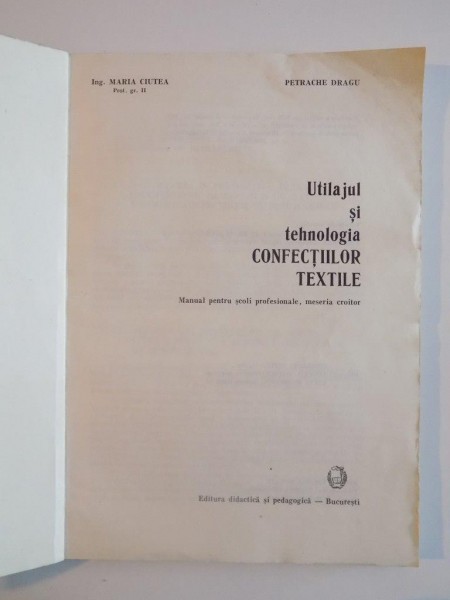 Ing. MARIA CIUTEA
Prof. gr. II
PETRACHE DRAGU
Utilajul
și
tehnologia
CONFECȚIILOR
TEXTILE
Manual pentru școli profesionale, meseria croitor
Editura didactică și pedagogică — București